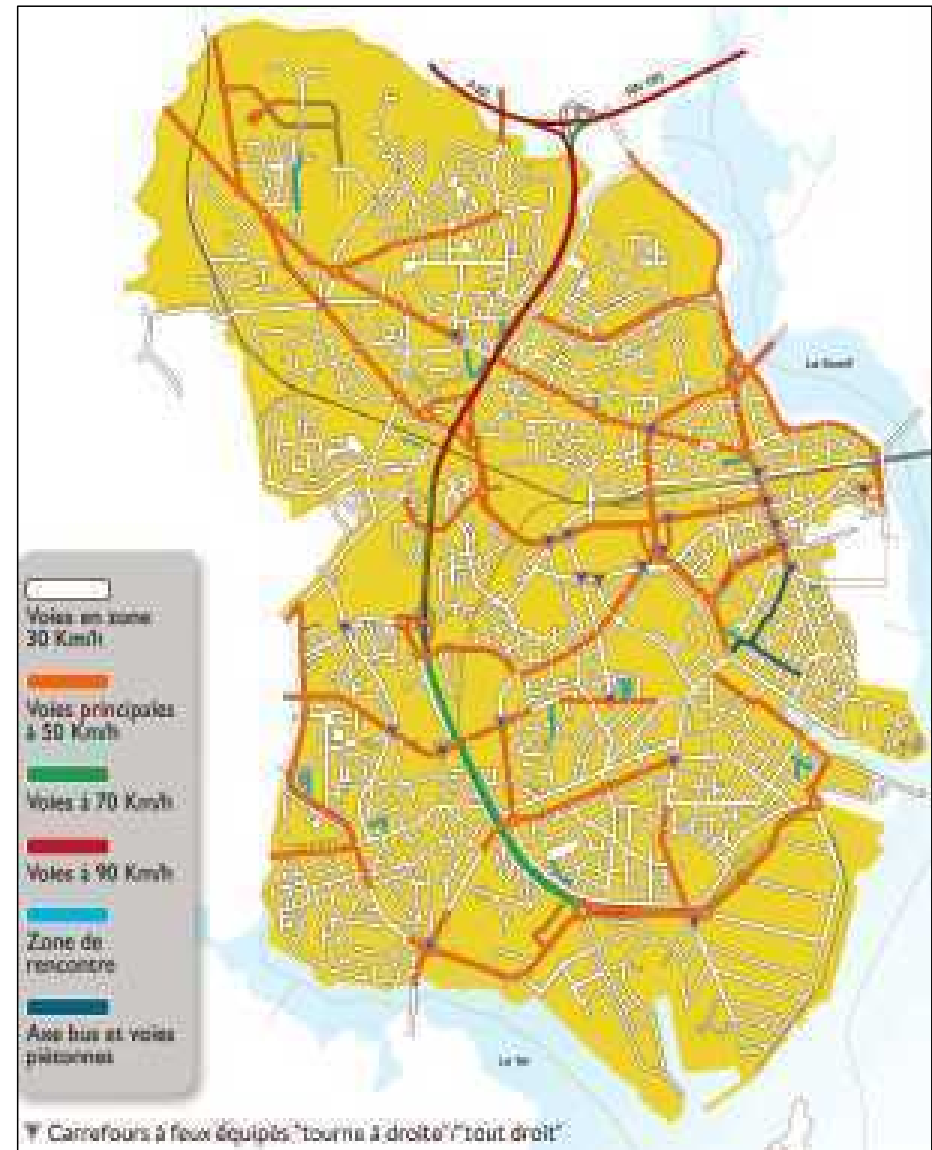 Voies en zone
30 Km/h
Voies principales
à 50 Km/h
Voies à 70 Km/h
Voies à 90 Km/h
Zone de
rencontre
Axe bus et voies
piétonnes
▼ Carrefours à feux équipés "tourne à droite"/"tout droit"